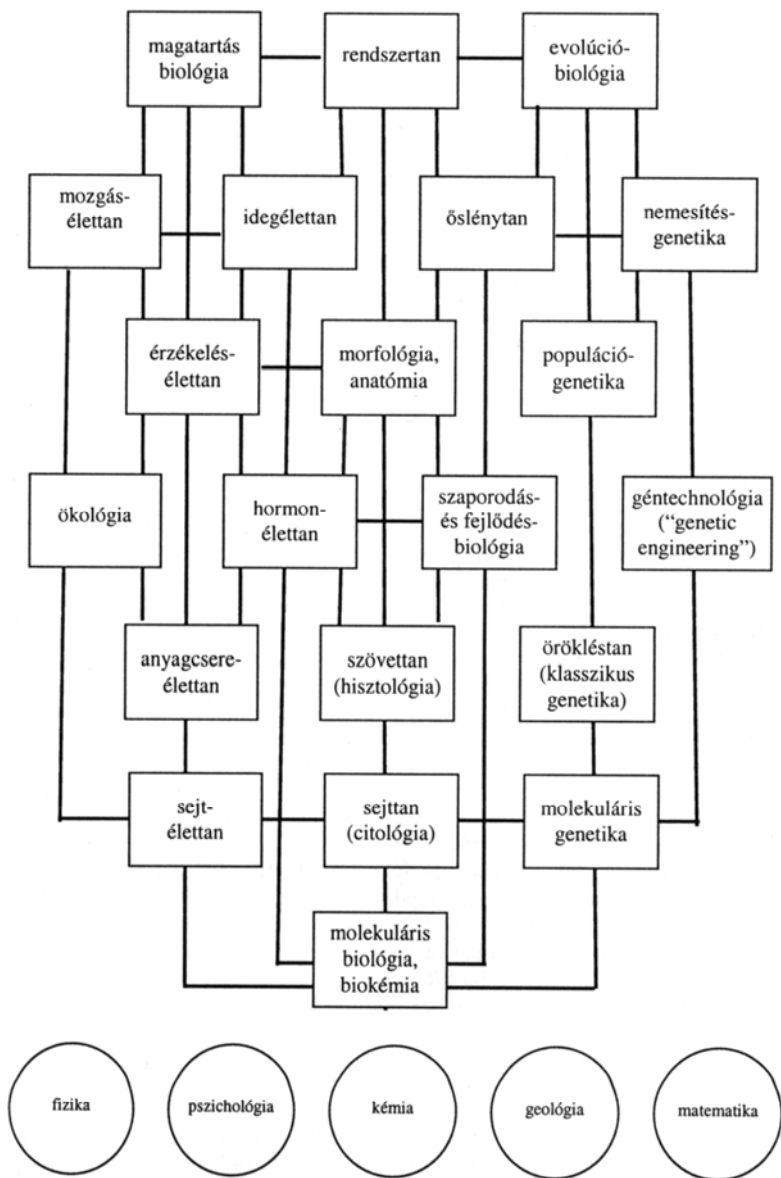 magatartás
biológia
rendszertan
evolúció-
biológia
mozgás-
élettan
idegélettan
őslénytan
nemesítés-
genetika
érzékelés-
élettan
morfológia,
anatómia
populáció-
genetika
ökológia
hormon-
élettan
szaporodás-
és fejlődés-
biológia
géntechnológia
(“genetic
engineering”)
anyagcsere-
élettan
szövettan
(hisztológia)
örökléstan
(klasszikus
genetika)
sejt-
élettan
sejttan
(citológia)
molekuláris
genetika
molekuláris
biológia,
biokémia
fizika
pszichológia
kémia
geológia
matematika